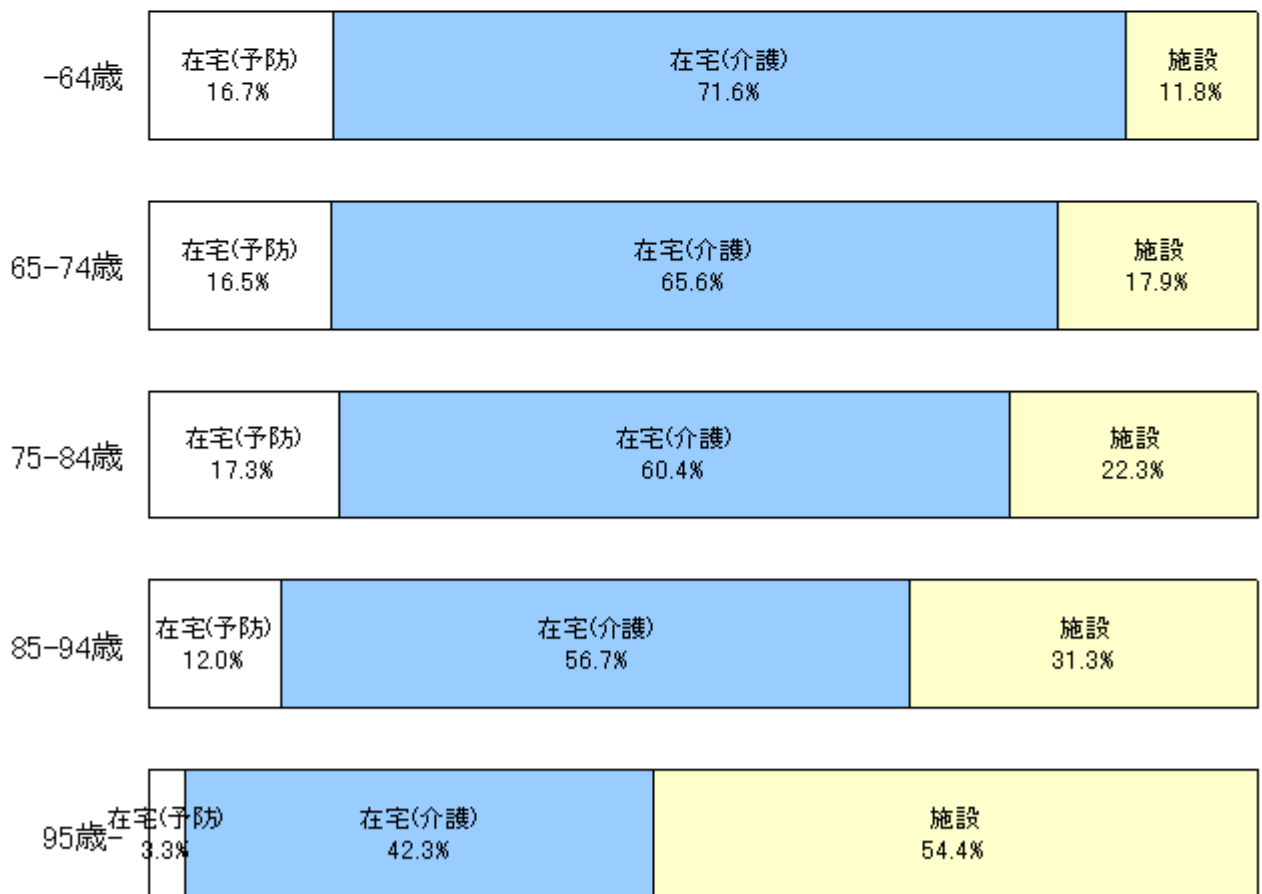 -64歳
在宅(予防)
16.7%
在宅(介護)
71.6%
施設
11.8%
65-74歳
在宅(予防)
16.5%
在宅(介護)
65.6%
施設
17.9%
75-84歳
在宅(予防)
17.3%
在宅(介護)
60.4%
施設
22.3%
85-94歳
在宅(予防)
12.0%
在宅(介護)
56.7%
施設
31.3%
95歳-
在宅(予防)
3.3%
在宅(介護)
42.3%
施設
54.4%